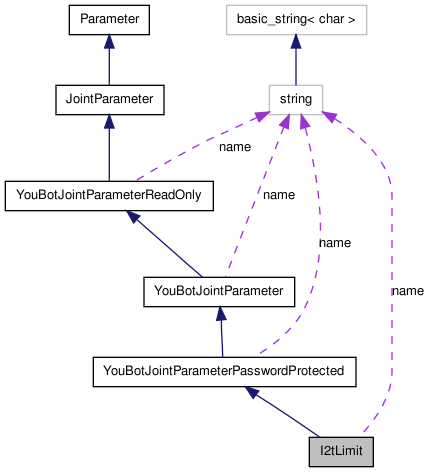 Parameter
basic_string< char >
JointParameter
string
name
YouBotJointParameterReadOnly
name
name
YouBotJointParameter
name
YouBotJointParameterPasswordProtected
I2tLimit